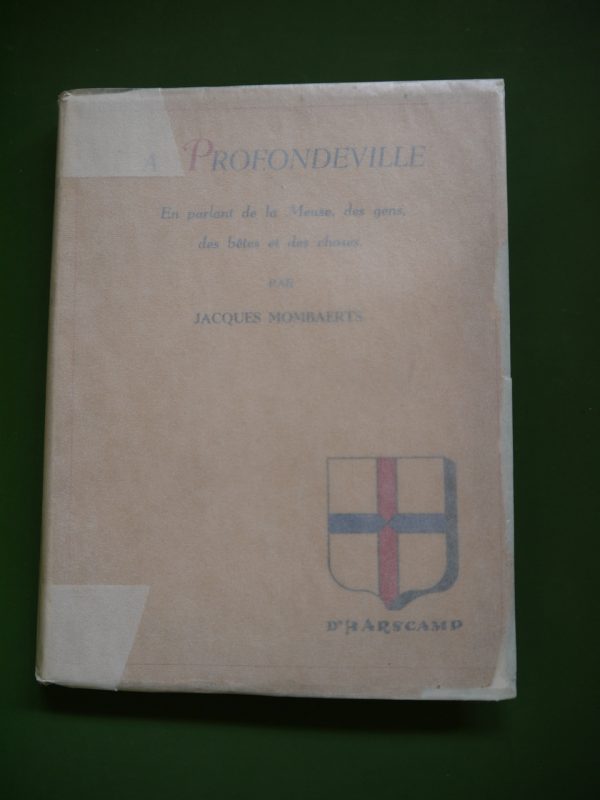 A PROFONDEVILLE
En parlant de la Meuse, des gens,
des bêtes et des choses.
PAR
JACQUES MOMBAERTS
D'HARSCAMP